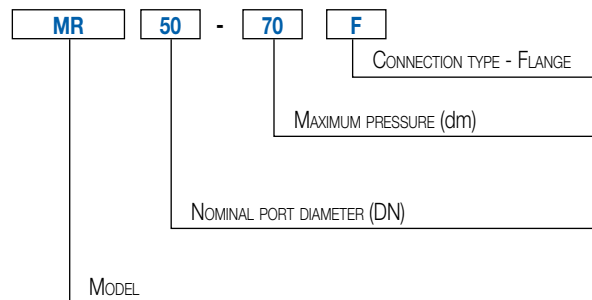 MR 50 - 70 F
Connection type - Flange
Maximum pressure (dm)
Nominal port diameter (DN)
Model